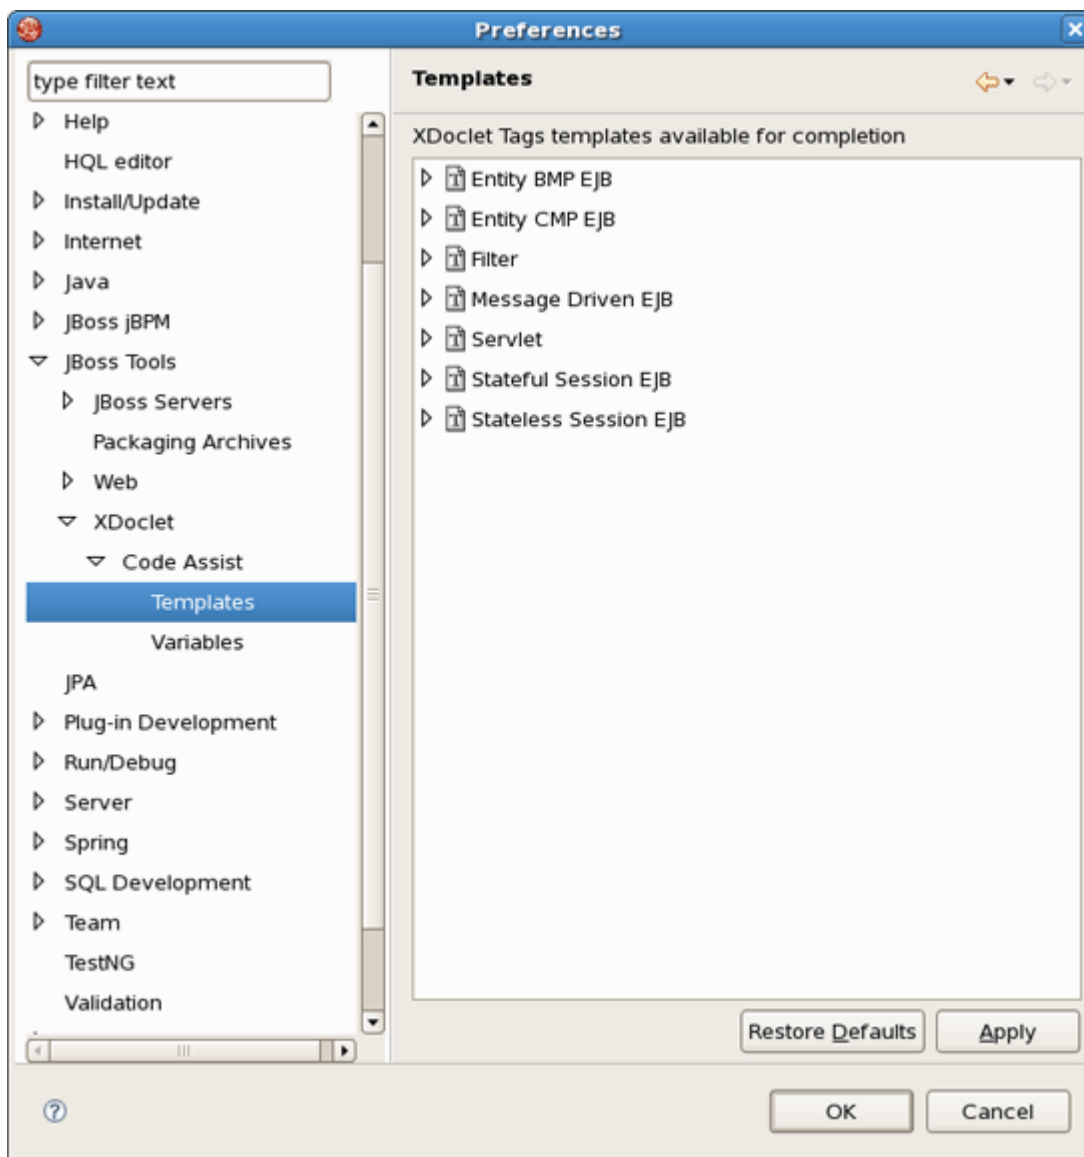 Preferences
type filter text
Help
HQL editor
Install/Update
Internet
Java
JBoss jBPM
JBoss Tools
JBoss Servers
Packaging Archives
Web
XDoclet
Code Assist
Templates
Variables
JPA
Plug-in Development
Run/Debug
Server
Spring
SQL Development
Team
TestNG
Validation
Templates
XDoclet Tags templates available for completion
Entity BMP EJB
Entity CMP EJB
Filter
Message Driven EJB
Servlet
Stateful Session EJB
Stateless Session EJB
Restore Defaults
Apply
OK
Cancel